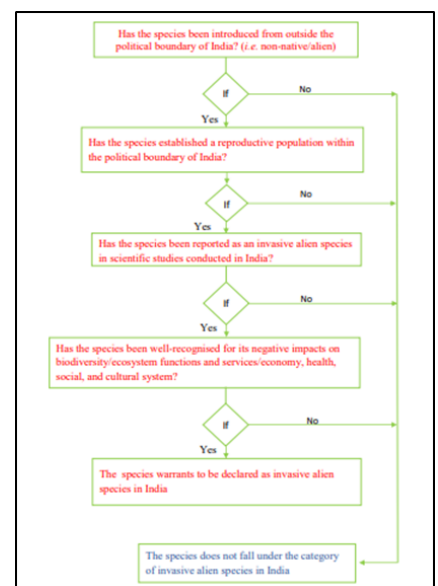 Has the species been introduced from outside the
political boundary of India? (i.e. non-native/alien)
If
No
Yes
Has the species established a reproductive population within
the political boundary of India?
If
No
Yes
Has the species been reported as an invasive alien species
in scientific studies conducted in India?
If
No
Yes
Has the species been well-recognised for its negative impacts on
biodiversity/ecosystem functions and services/economy, health,
social, and cultural system?
If
No
Yes
The species warrants to be declared as invasive alien
species in India
The species does not fall under the category
of invasive alien species in India